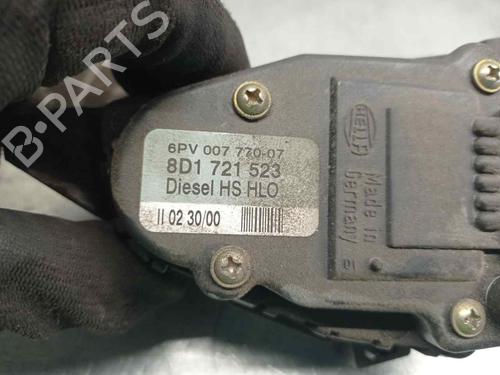 B-PARTS
6PV 007 770-07
8D1 721 523
Diesel HS HLO
II 02 30/00
HELLA
Made in
Germany